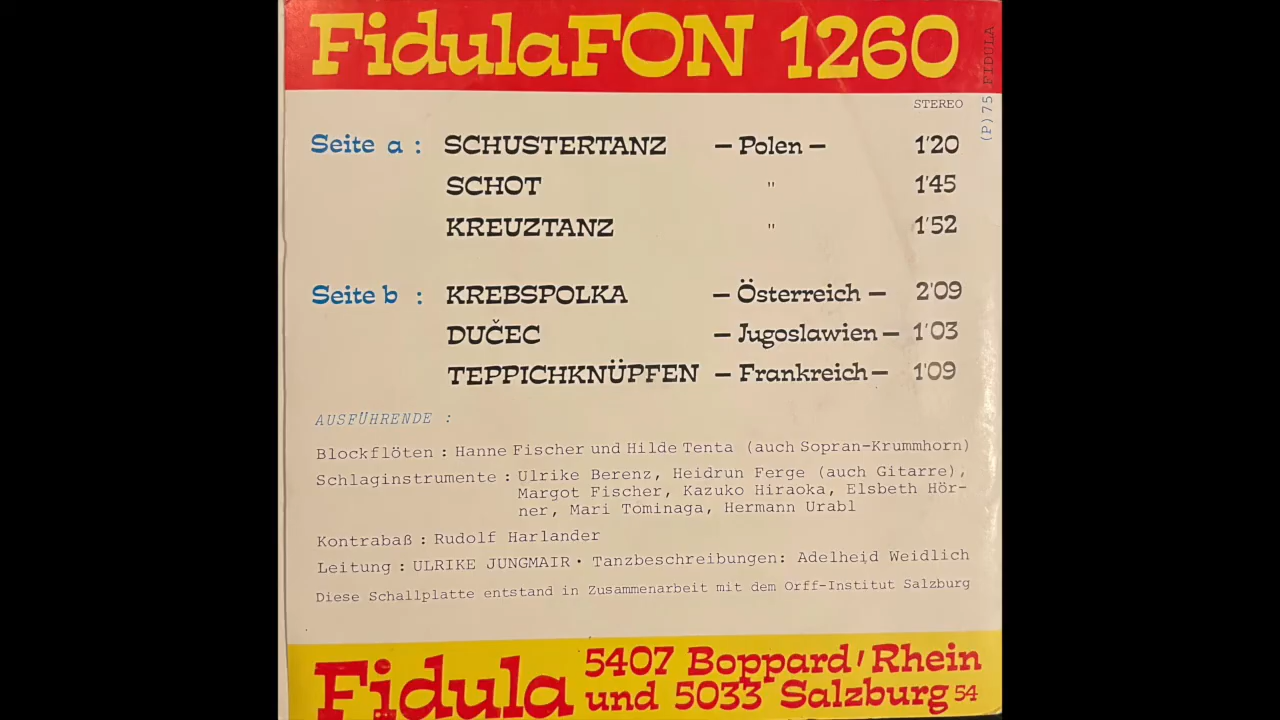 FidulaFON 1260
STEREO
(P) 75 FIDULA
Seite a : SCHUSTERTANZ – Polen – 1'20
SCHOT " 1'45
KREUZTANZ " 1'52
Seite b : KREBSPOLKA – Österreich – 2'09
DUČEC – Jugoslawien – 1'03
TEPPICHKNÜPFEN – Frankreich – 1'09
AUSFÜHRENDE :
Blockflöten : Hanne Fischer und Hilde Tenta (auch Sopran-Krummhorn)
Schlaginstrumente : Ulrike Berenz, Heidrun Ferge (auch Gitarre),
Margot Fischer, Kazuko Hiraoka, Elsbeth Hör-
ner, Mari Tominaga, Hermann Urabl
Kontrabaß : Rudolf Harlander
Leitung : ULRIKE JUNGMAIR • Tanzbeschreibungen: Adelheid Weidlich
Diese Schallplatte entstand in Zusammenarbeit mit dem Orff-Institut Salzburg
Fidula 5407 Boppard/Rhein
und 5033 Salzburg 54